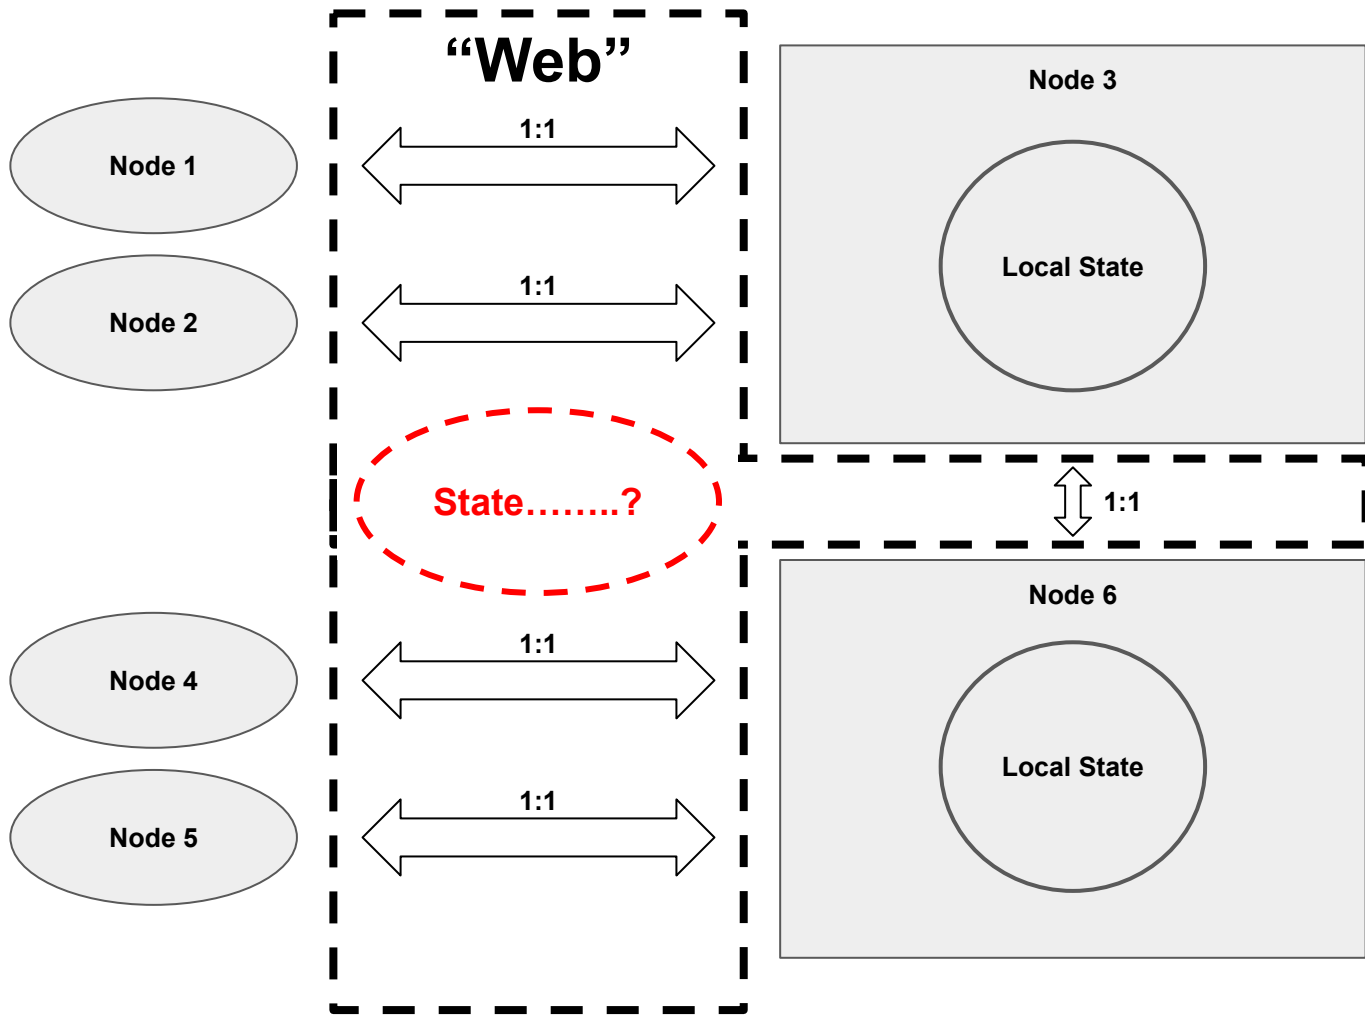 “Web”
Node 1
1:1
Node 3
Local State
Node 2
1:1
State……..?
1:1
Node 4
1:1
Node 6
Local State
Node 5
1:1